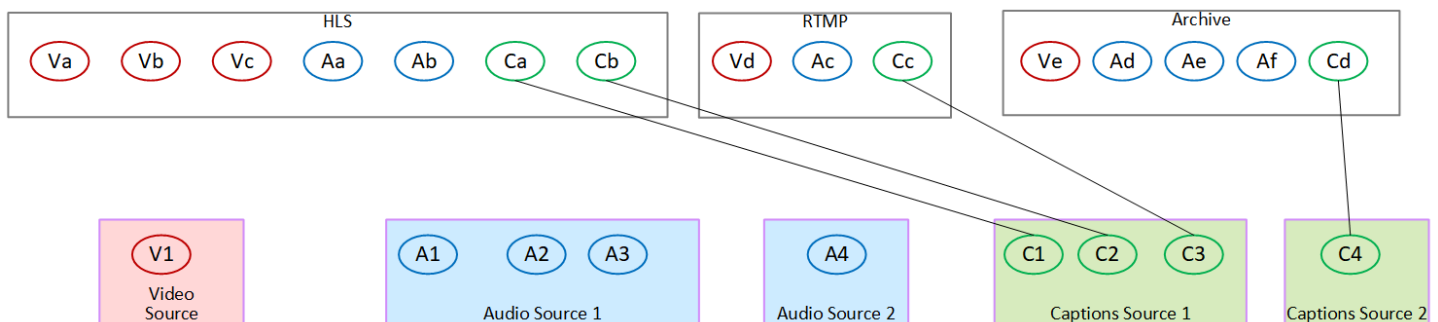 HLS
RTMP
Archive
Va Vb Vc Aa Ab Ca Cb
Vd Ac Cc
Ve Ad Ae Af Cd
V1
A1 A2 A3
A4
C1 C2 C3
C4
Video
Source
Audio Source 1
Audio Source 2
Captions Source 1
Captions Source 2